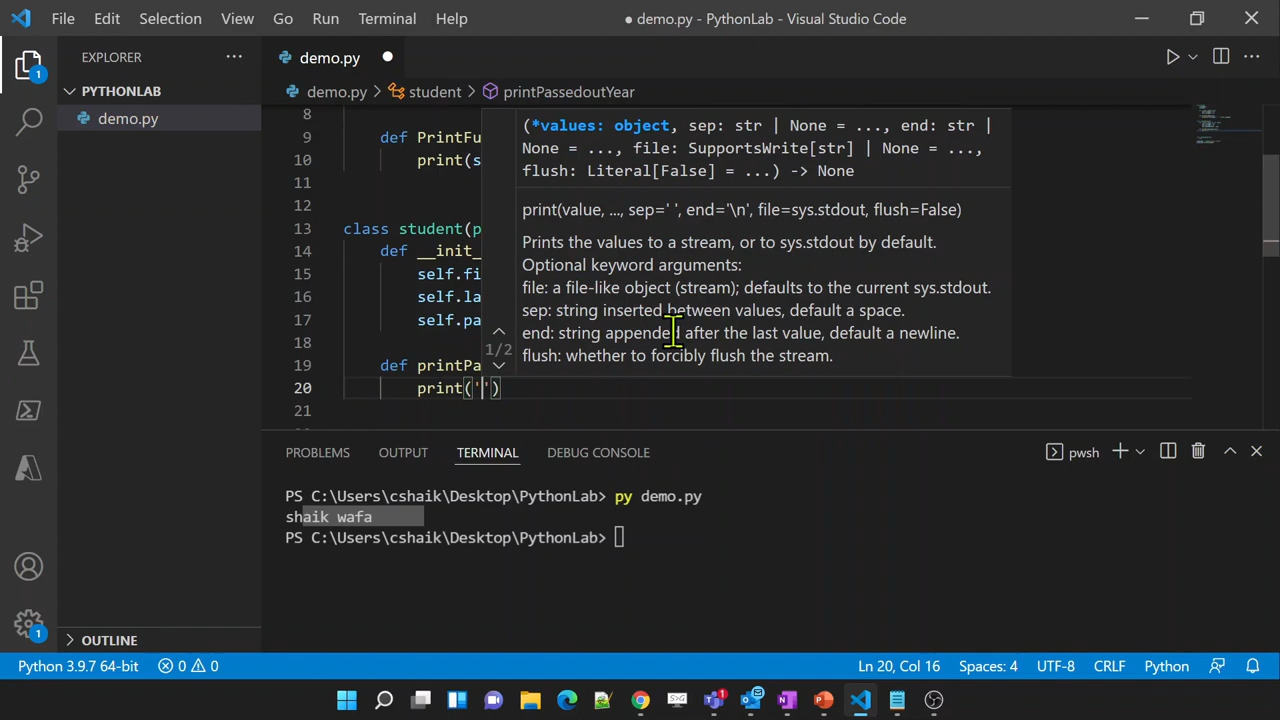 File Edit Selection View Go Run Terminal Help
● demo.py - PythonLab - Visual Studio Code
EXPLORER
demo.py
PYTHONLAB
demo.py > student > printPassedoutYear
demo.py
8
9 def PrintFu
10 print(s
11
12
13 class student(p
14 def __init_
15 self.fi
16 self.la
17 self.pa
18
19 def printPa
20 print('')
21
(*values: object, sep: str | None = ..., end: str |
None = ..., file: SupportsWrite[str] | None = ...,
flush: Literal[False] = ...) -> None
print(value, ..., sep=' ', end='\n', file=sys.stdout, flush=False)
Prints the values to a stream, or to sys.stdout by default.
Optional keyword arguments:
file: a file-like object (stream); defaults to the current sys.stdout.
sep: string inserted between values, default a space.
end: string appended after the last value, default a newline.
flush: whether to forcibly flush the stream.
1/2
PROBLEMS OUTPUT TERMINAL DEBUG CONSOLE
pwsh
PS C:\Users\cshaik\Desktop\PythonLab> py demo.py
shaik wafa
PS C:\Users\cshaik\Desktop\PythonLab>
OUTLINE
1
1
Python 3.9.7 64-bit 0 0
Ln 20, Col 16 Spaces: 4 UTF-8 CRLF Python